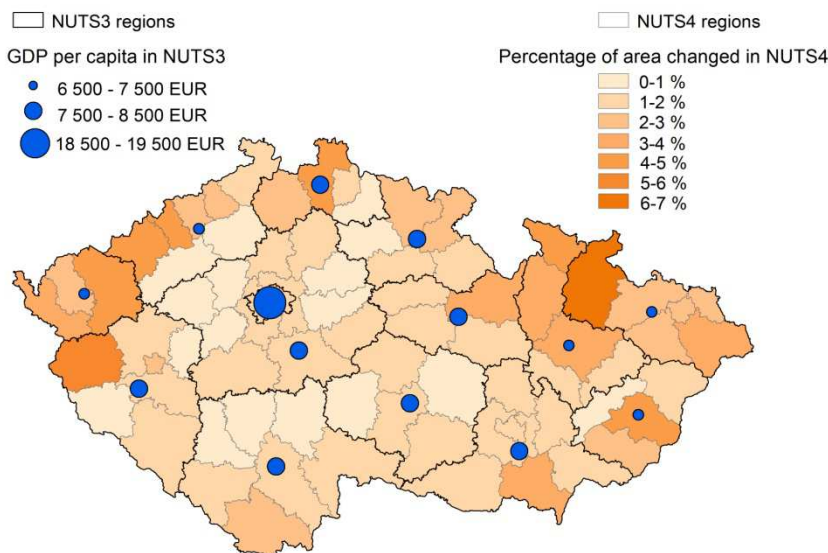 NUTS3 regions
GDP per capita in NUTS3
6 500 - 7 500 EUR
7 500 - 8 500 EUR
18 500 - 19 500 EUR
NUTS4 regions
Percentage of area changed in NUTS4
0-1 %
1-2 %
2-3 %
3-4 %
4-5 %
5-6 %
6-7 %